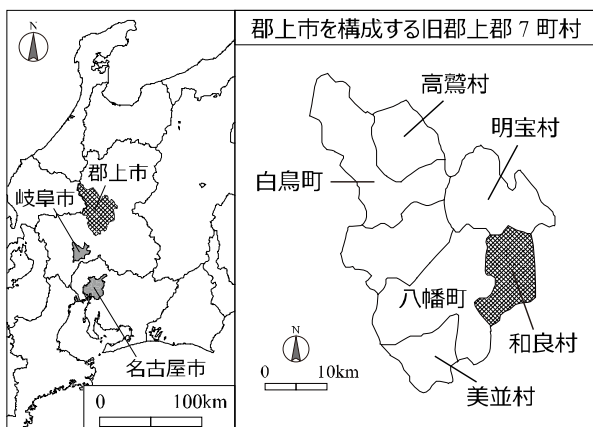 N
郡上市
岐阜市
名古屋市
0 100km
郡上市を構成する旧郡上郡7町村
高鷲村
明宝村
白鳥町
八幡町
和良村
美並村
N
0 10km